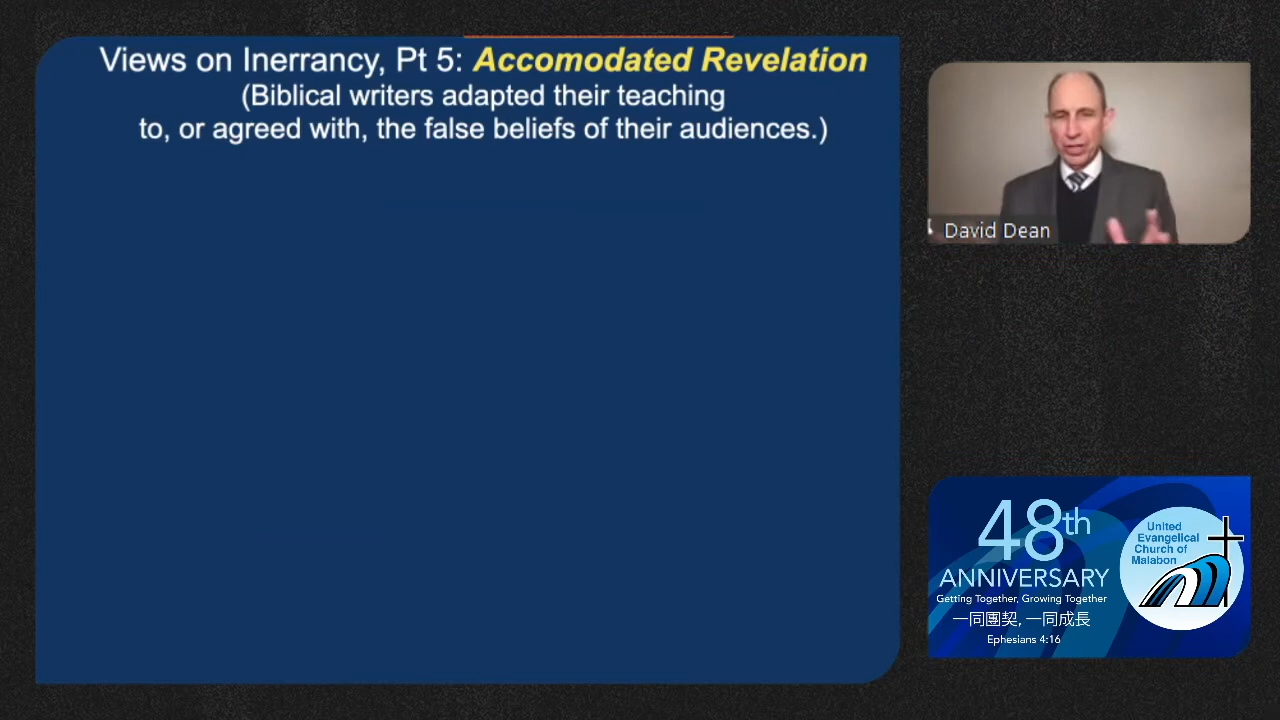 Views on Inerrancy, Pt 5: Accomodated Revelation
(Biblical writers adapted their teaching
to, or agreed with, the false beliefs of their audiences.)
David Dean
48th
ANNIVERSARY
Getting Together, Growing Together
一同團契, 一同成長
Ephesians 4:16
United
Evangelical
Church of
Malabon